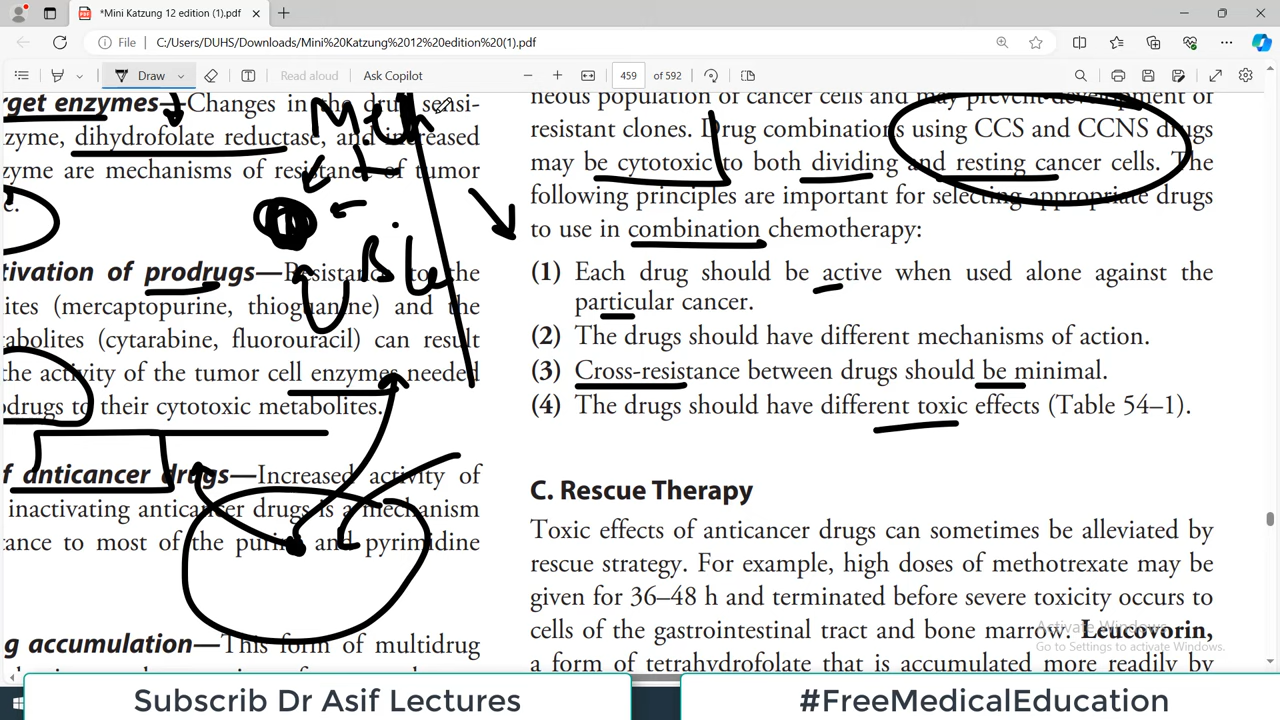 *Mini Katzung 12 edition (1).pdf
File C:/Users/DUHS/Downloads/Mini%20Katzung%2012%20edition%20(1).pdf
Draw Read aloud Ask Copilot 459 of 592
rget enzymes—Changes in the drug sensi-
zyme, dihydrofolate reductase, and increased
zyme are mechanisms of resistance of tumor
e.
tivation of prodrugs—Resistance to the
ites (mercaptopurine, thioguanine) and the
tabolites (cytarabine, fluorouracil) can result
the activity of the tumor cell enzymes needed
odrugs to their cytotoxic metabolites.
f anticancer drugs—Increased activity of
inactivating anticancer drugs is a mechanism
tance to most of the purine and pyrimidine
g accumulation—This form of multidrug
Meth
Ble
neous population of cancer cells and may prevent development of
resistant clones. Drug combinations using CCS and CCNS drugs
may be cytotoxic to both dividing and resting cancer cells. The
following principles are important for selecting appropriate drugs
to use in combination chemotherapy:
(1) Each drug should be active when used alone against the
particular cancer.
(2) The drugs should have different mechanisms of action.
(3) Cross-resistance between drugs should be minimal.
(4) The drugs should have different toxic effects (Table 54–1).
C. Rescue Therapy
Toxic effects of anticancer drugs can sometimes be alleviated by
rescue strategy. For example, high doses of methotrexate may be
given for 36–48 h and terminated before severe toxicity occurs to
cells of the gastrointestinal tract and bone marrow. Leucovorin,
a form of tetrahydrofolate that is accumulated more readily by
Activate Windows
Go to Settings to activate Windows.
Subscrib Dr Asif Lectures
#FreeMedicalEducation